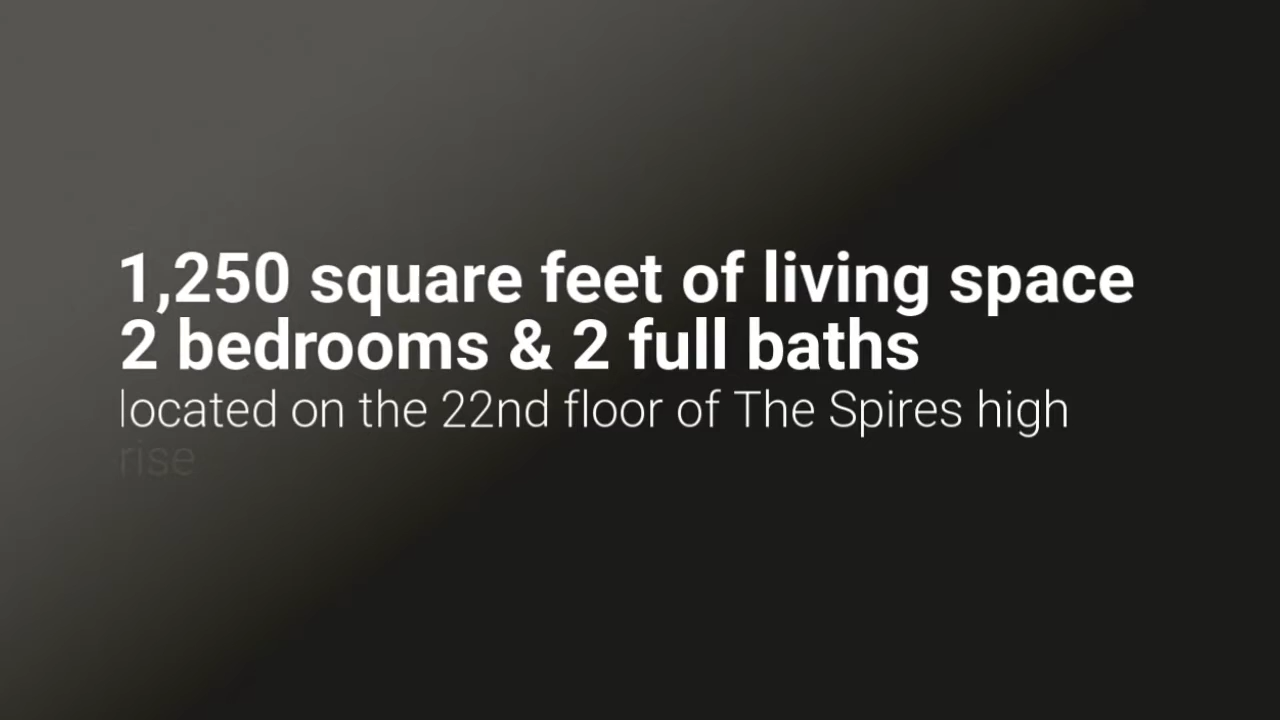 1,250 square feet of living space
2 bedrooms & 2 full baths
located on the 22nd floor of The Spires high
rise